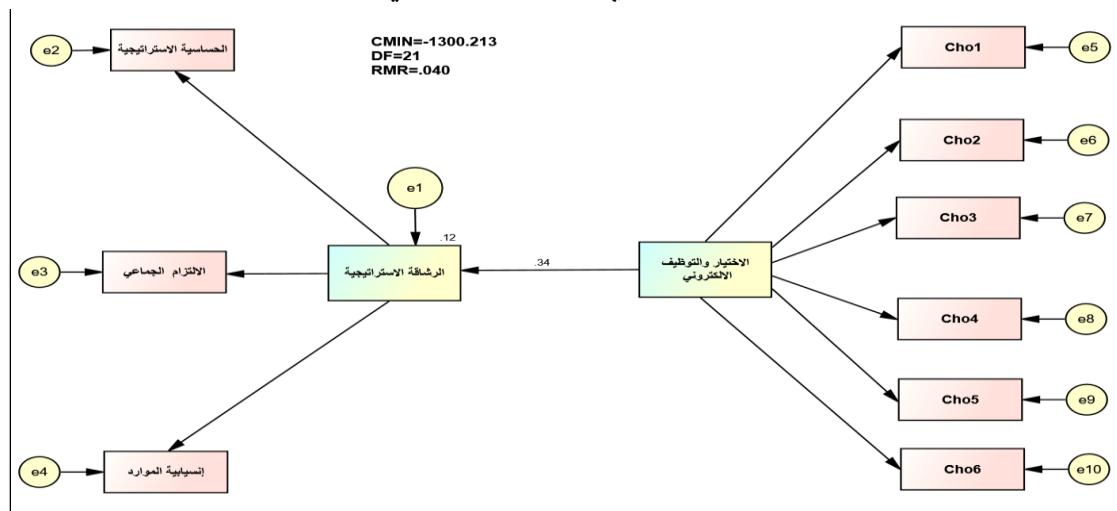 CMIN=-1300.213
DF=21
RMR=.040
e2
الحساسية الاستراتيجية
Cho1
e5
Cho2
e6
e1
Cho3
e7
.12
.34
e3
الالتزام الجماعي
الرشاقة الاستراتيجية
الاختيار والتوظيف
الالكتروني
Cho4
e8
Cho5
e9
e4
إنسيابية الموارد
Cho6
e10